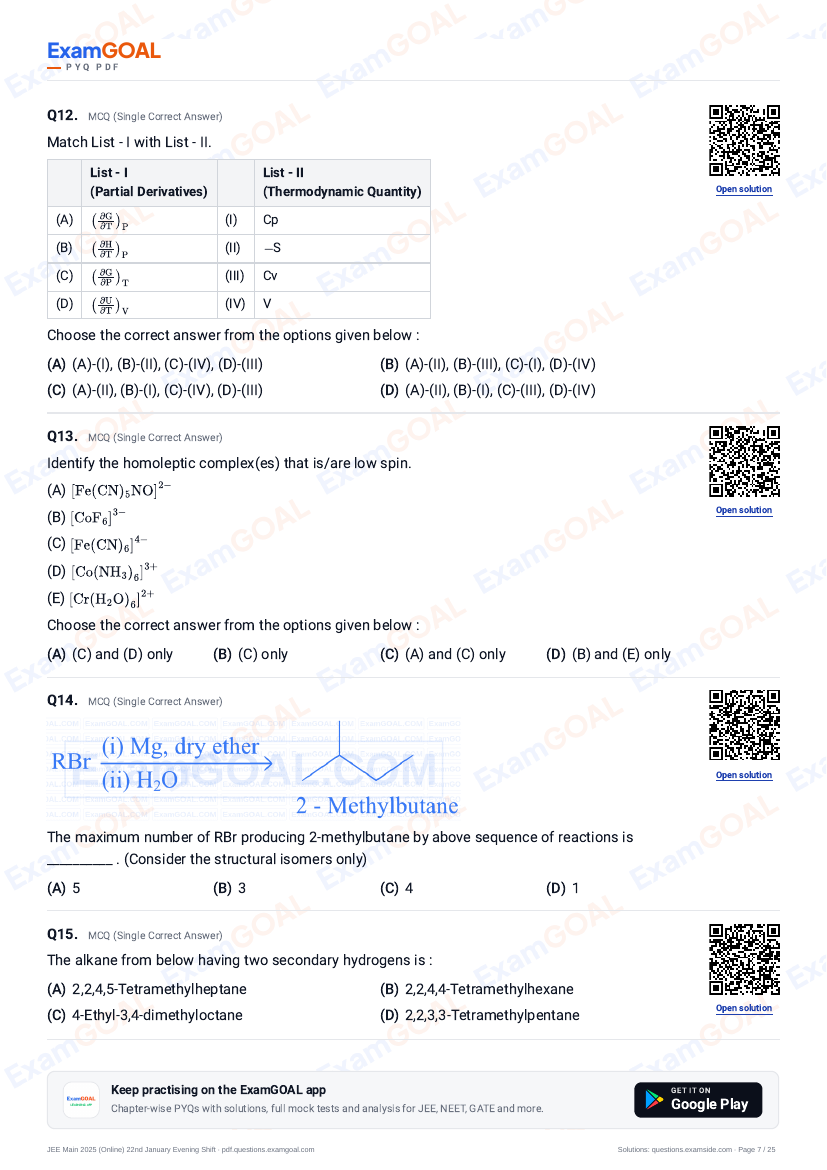 ExamGOAL
PYQ PDF
Q12. MCQ (Single Correct Answer)
Open solution
Match List - I with List - II.
List - I (Partial Derivatives) List - II (Thermodynamic Quantity)
(A) (∂G/∂T)_P (I) Cp
(B) (∂H/∂T)_P (II) −S
(C) (∂G/∂P)_T (III) Cv
(D) (∂U/∂T)_V (IV) V
Choose the correct answer from the options given below :
(A) (A)-(I), (B)-(II), (C)-(IV), (D)-(III) (B) (A)-(II), (B)-(III), (C)-(I), (D)-(IV)
(C) (A)-(II), (B)-(I), (C)-(IV), (D)-(III) (D) (A)-(II), (B)-(I), (C)-(III), (D)-(IV)
Q13. MCQ (Single Correct Answer)
Open solution
Identify the homoleptic complex(es) that is/are low spin.
(A) [Fe(CN)₅NO]²⁻
(B) [CoF₆]³⁻
(C) [Fe(CN)₆]⁴⁻
(D) [Co(NH₃)₆]³⁺
(E) [Cr(H₂O)₆]²⁺
Choose the correct answer from the options given below :
(A) (C) and (D) only (B) (C) only (C) (A) and (C) only (D) (B) and (E) only
Q14. MCQ (Single Correct Answer)
Open solution
RBr (i) Mg, dry ether
(ii) H₂O
2 - Methylbutane
The maximum number of RBr producing 2-methylbutane by above sequence of reactions is
_________ . (Consider the structural isomers only)
(A) 5 (B) 3 (C) 4 (D) 1
Q15. MCQ (Single Correct Answer)
Open solution
The alkane from below having two secondary hydrogens is :
(A) 2,2,4,5-Tetramethylheptane (B) 2,2,4,4-Tetramethylhexane
(C) 4-Ethyl-3,4-dimethyloctane (D) 2,2,3,3-Tetramethylpentane
Keep practising on the ExamGOAL app
Chapter-wise PYQs with solutions, full mock tests and analysis for JEE, NEET, GATE and more.
GET IT ON
Google Play
JEE Main 2025 (Online) 22nd January Evening Shift · pdf.questions.examgoal.com Solutions: questions.examside.com · Page 7 / 25